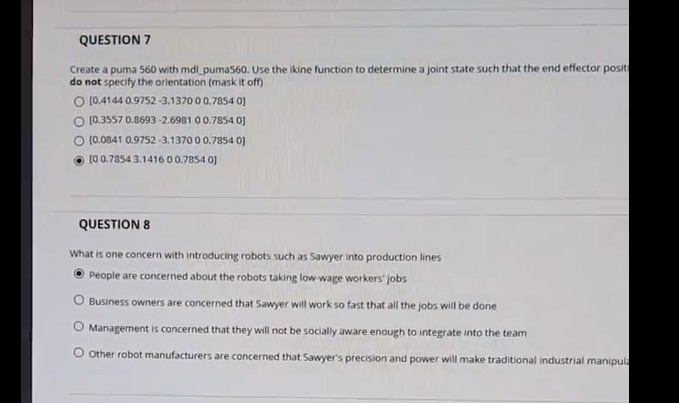 QUESTION 7
Create a puma 560 with mdl_puma560. Use the ikine function to determine a joint state such that the end effector positi
do not specify the orientation (mask it off)
[0.4144 0.9752 -3.1370 0 0.7854 0]
[0.3557 0.8693 -2.6981 0 0.7854 0]
[0.0841 0.9752 -3.1370 0 0.7854 0]
[0 0.7854 3.1416 0 0.7854 0]
QUESTION 8
What is one concern with introducing robots such as Sawyer into production lines
People are concerned about the robots taking low-wage workers' jobs
Business owners are concerned that Sawyer will work so fast that all the jobs will be done
Management is concerned that they will not be socially aware enough to integrate into the team
Other robot manufacturers are concerned that Sawyer's precision and power will make traditional industrial manipula